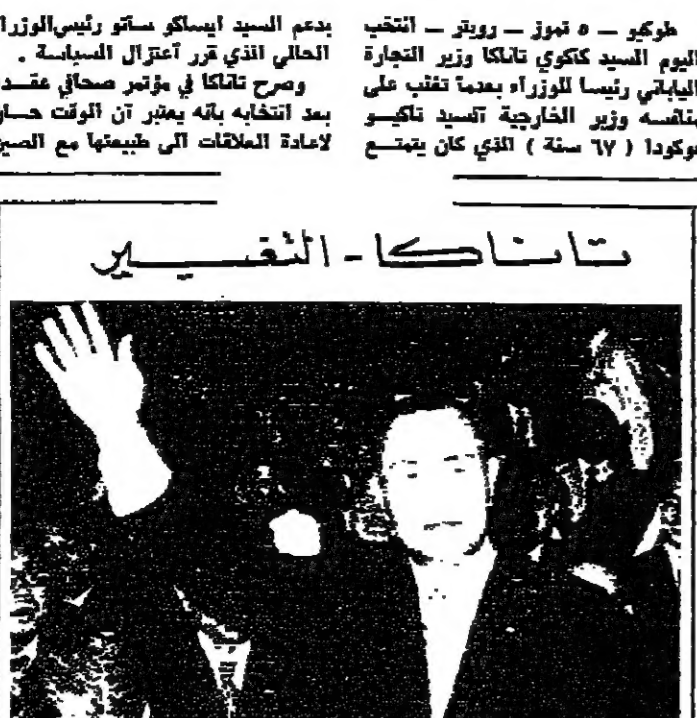 طوكيو — ٥ تموز — رويتر — انتخب
اليوم السيد كاكوي تاناكا وزير التجارة
الياباني رئيسا للوزراء بعدما تغلب على
منافسه وزير الخارجية السيد تاكيو
فوكودا ( ٦٧ سنة ) الذي كان يتمتع
بدعم السيد ايساكو ساتو رئيس الوزراء
الحالي الذي قرر اعتزال السياسة .
وصرح تاناكا في مؤتمر صحافي عقده
بعد انتخابه بانه يعتبر أن الوقت حان
لاعادة العلاقات الى طبيعتها مع الصين
تاناكا - التغيير